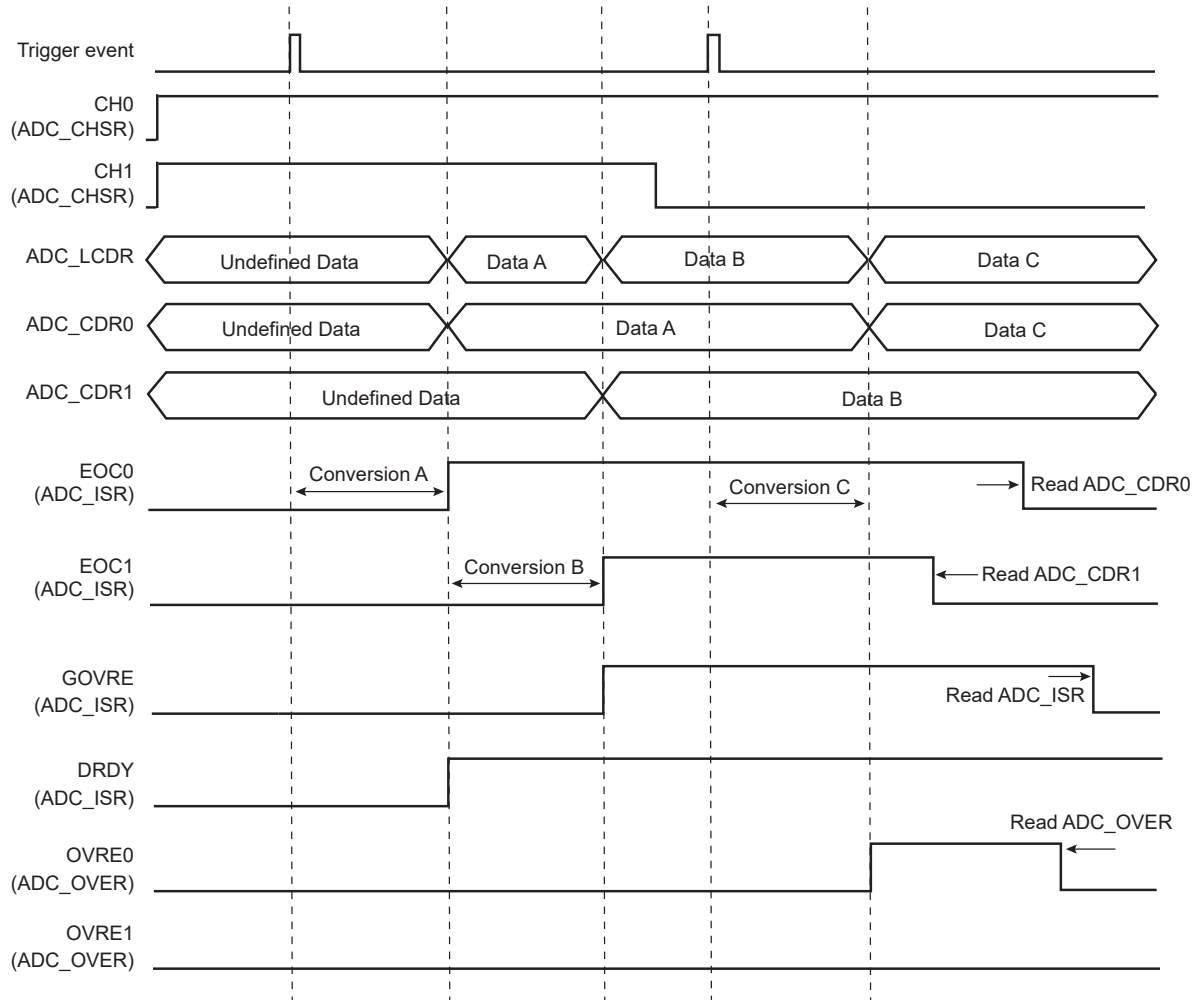 Trigger event
CH0
(ADC_CHSR)
CH1
(ADC_CHSR)
ADC_LCDR
Undefined Data
Data A
Data B
Data C
ADC_CDR0
Undefined Data
Data A
Data C
ADC_CDR1
Undefined Data
Data B
EOC0
(ADC_ISR)
Conversion A
Conversion C
Read ADC_CDR0
EOC1
(ADC_ISR)
Conversion B
Read ADC_CDR1
GOVRE
(ADC_ISR)
Read ADC_ISR
DRDY
(ADC_ISR)
Read ADC_OVER
OVRE0
(ADC_OVER)
OVRE1
(ADC_OVER)